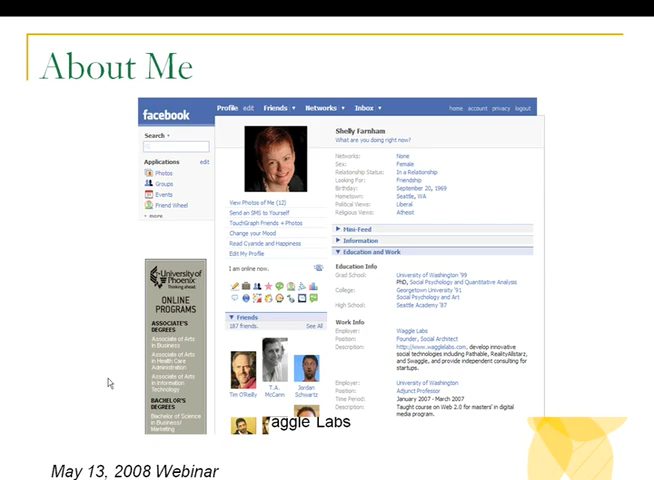 About Me
facebook
Profile edit Friends ▼ Networks ▼ Inbox ▼
home account privacy logout
Search
Applications edit
Photos
Groups
Events
Friend Wheel
more
University of Phoenix
Thinking ahead.
ONLINE
PROGRAMS
ASSOCIATE'S
DEGREES
Associate of Arts
in Business
Associate of Arts
in Health Care
Administration
Associate of Arts
in Information
Technology
BACHELOR'S
DEGREES
Bachelor of Science
in Business/
Marketing
View Photos of Me (12)
Send an SMS to Yourself
TouchGraph Friends + Photos
Change your Mood
Read Cyande and Happiness
Edit My Profile
I am online now.
Friends
187 friends. See All
Tim O'Reilly
T.A.
McCann
Jordan
Schwartz
Shelly Farnham
What are you doing right now?
Networks: None
Sex: Female
Relationship Status: In a Relationship
Looking For: Friendship
Birthday: September 20, 1969
Hometown: Seattle, WA
Political Views: Liberal
Religious Views: Atheist
Mini-Feed
Information
Education and Work
Education Info
Grad School: University of Washington '99
PhD, Social Psychology and Quantitative Analysis
College: Georgetown University '91
Social Psychology and Art
High School: Seattle Academy '87
Work Info
Employer: Waggle Labs
Position: Founder, Social Architect
Description: http://www.wagglelabs.com, develop innovative
social technologies including Pathable, RealityAllstarz,
and Swaggle, and provide independent consulting for
startups.
Employer: University of Washington
Position: Adjunct Professor
Time Period: January 2007 - March 2007
Description: Taught course on Web 2.0 for masters' in digital
media program.
aggle Labs
May 13, 2008 Webinar